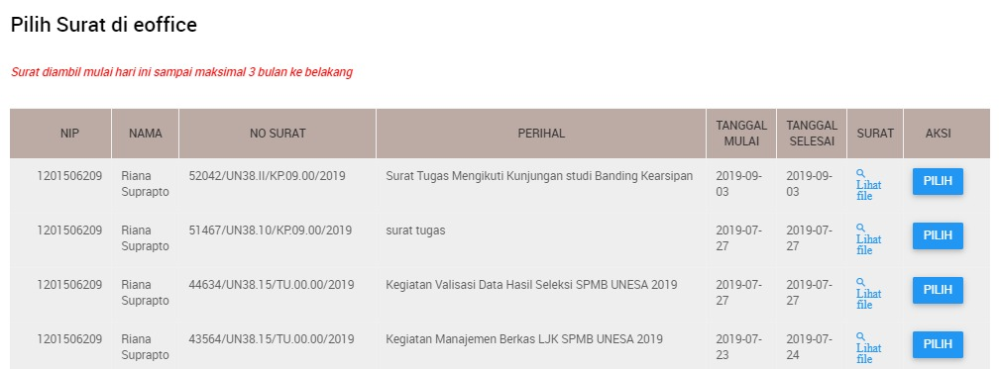 Pilih Surat di eoffice
Surat diambil mulai hari ini sampai maksimal 3 bulan ke belakang
NIP NAMA NO SURAT PERIHAL TANGGAL MULAI TANGGAL SELESAI SURAT AKSI
1201506209 Riana Suprapto 52042/UN38.II/KP.09.00/2019 Surat Tugas Mengikuti Kunjungan studi Banding Kearsipan 2019-09-03 2019-09-03 Lihat file PILIH
1201506209 Riana Suprapto 51467/UN38.10/KP.09.00/2019 surat tugas 2019-07-27 2019-07-27 Lihat file PILIH
1201506209 Riana Suprapto 44634/UN38.15/TU.00.00/2019 Kegiatan Valisasi Data Hasil Seleksi SPMB UNESA 2019 2019-07-27 2019-07-27 Lihat file PILIH
1201506209 Riana Suprapto 43564/UN38.15/TU.00.00/2019 Kegiatan Manajemen Berkas LJK SPMB UNESA 2019 2019-07-23 2019-07-24 Lihat file PILIH